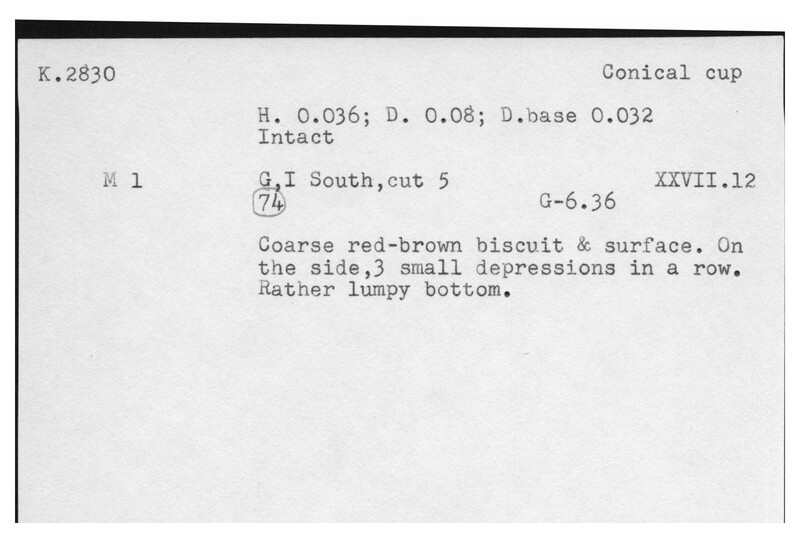 K.2830 Conical cup
H. 0.036; D. 0.08; D.base 0.032
Intact
M 1 G,I South,cut 5 XXVII.12
74 G-6.36
Coarse red-brown biscuit & surface. On
the side,3 small depressions in a row.
Rather lumpy bottom.